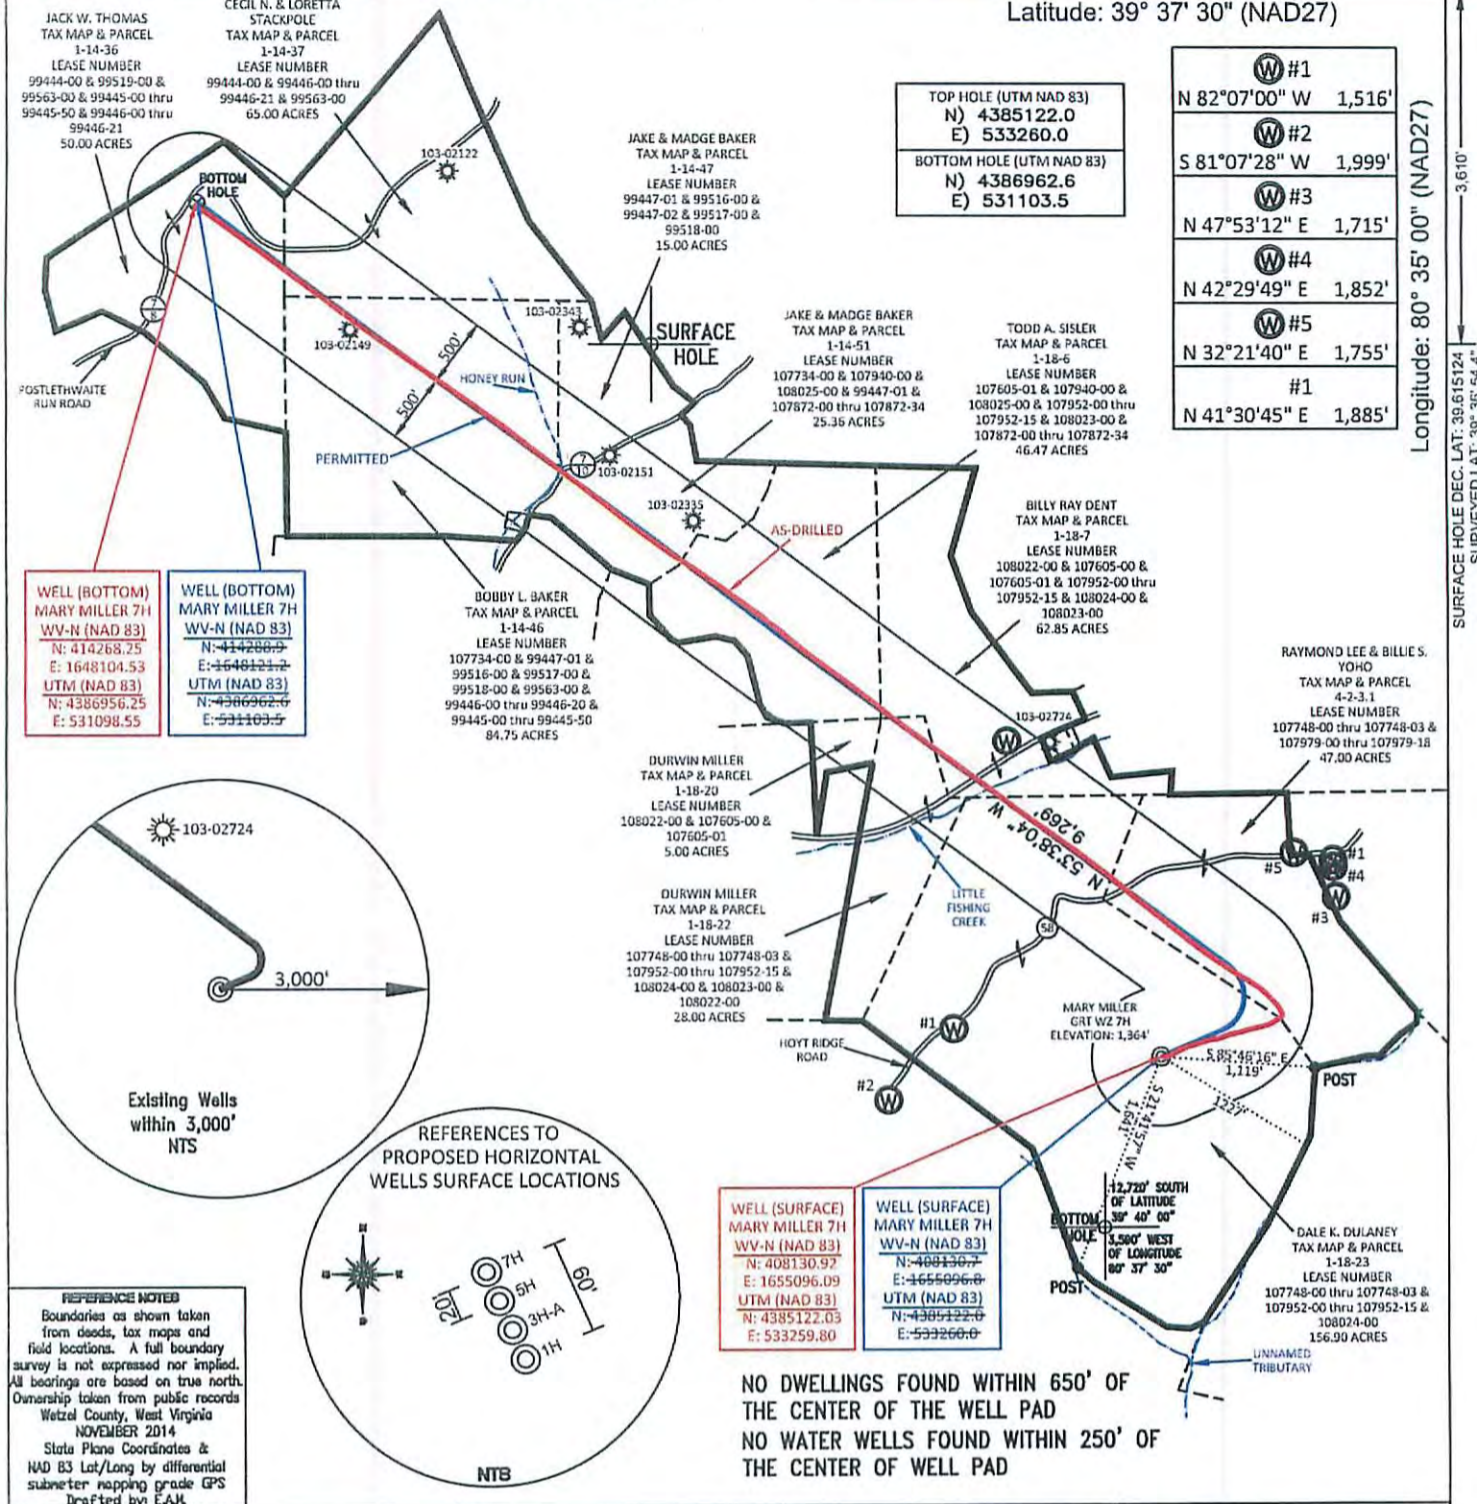 Latitude: 39° 37' 30" (NAD27)
JACK W. THOMAS
TAX MAP & PARCEL
1-14-36
LEASE NUMBER
99444-00 & 99519-00 &
99563-00 & 99445-00 thru
99445-50 & 99446-00 thru
99446-21
50.00 ACRES
CECIL N. & LORETTA
STACKPOLE
TAX MAP & PARCEL
1-14-37
LEASE NUMBER
99444-00 & 99446-00 thru
99446-21 & 99563-00
65.00 ACRES
TOP HOLE (UTM NAD 83)
N) 4385122.0
E) 533260.0
BOTTOM HOLE (UTM NAD 83)
N) 4386962.6
E) 531103.5
W #1
N 82°07'00" W 1,516'
W #2
S 81°07'28" W 1,999'
W #3
N 47°53'12" E 1,715'
W #4
N 42°29'49" E 1,852'
W #5
N 32°21'40" E 1,755'
#1
N 41°30'45" E 1,885'
Longitude: 80° 35' 00" (NAD27)
3,610'
SURFACE HOLE DEC. LAT: 39.615124
JAKE & MADGE BAKER
TAX MAP & PARCEL
1-14-47
LEASE NUMBER
99447-01 & 99516-00 &
99447-02 & 99517-00 &
99518-00
15.00 ACRES
103-02122
BOTTOM
HOLE
103-02343
SURFACE
HOLE
103-02149
500'
500'
HONEY RUN
7
8
POSTLETHWAITE
RUN ROAD
PERMITTED
7
10
103-02151
103-02335
AS-DRILLED
JAKE & MADGE BAKER
TAX MAP & PARCEL
1-14-51
LEASE NUMBER
107734-00 & 107940-00 &
108025-00 & 99447-01 &
107872-00 thru 107872-34
25.36 ACRES
TODD A. SISLER
TAX MAP & PARCEL
1-18-6
LEASE NUMBER
107605-01 & 107940-00 &
108025-00 & 107952-00 thru
107952-15 & 108023-00 &
107872-00 thru 107872-34
46.47 ACRES
BILLY RAY DENT
TAX MAP & PARCEL
1-18-7
LEASE NUMBER
108022-00 & 107605-00 &
107605-01 & 107952-00 thru
107952-15 & 108024-00 &
108023-00
62.85 ACRES
WELL (BOTTOM)
MARY MILLER 7H
WV-N (NAD 83)
N: 414268.25
E: 1648104.53
UTM (NAD 83)
N: 4386956.25
E: 531098.55
WELL (BOTTOM)
MARY MILLER 7H
WV-N (NAD 83)
N: 414288.9
E: 1648121.2
UTM (NAD 83)
N: 4386962.6
E: 531103.5
BOBBY L. BAKER
TAX MAP & PARCEL
1-14-46
LEASE NUMBER
107734-00 & 99447-01 &
99516-00 & 99517-00 &
99518-00 & 99563-00 &
99446-00 thru 99446-20 &
99445-00 thru 99445-50
84.75 ACRES
RAYMOND LEE & BILLIE S.
YOHO
TAX MAP & PARCEL
4-2-3.1
LEASE NUMBER
107748-00 thru 107748-03 &
107979-00 thru 107979-18
47.00 ACRES
103-02724
W
DURWIN MILLER
TAX MAP & PARCEL
1-18-20
LEASE NUMBER
108022-00 & 107605-00 &
107605-01
5.00 ACRES
N 53°38'04" W
9,269'
LITTLE
FISHING
CREEK
#5 W
#1
#4
W
#3
58
DURWIN MILLER
TAX MAP & PARCEL
1-18-22
LEASE NUMBER
107748-00 thru 107748-03 &
107952-00 thru 107952-15 &
108024-00 & 108023-00 &
108022-00
28.00 ACRES
103-02724
3,000'
Existing Wells
within 3,000'
NTS
MARY MILLER
GRT WZ 7H
ELEVATION: 1,364'
#1 W
HOYT RIDGE
ROAD
#2 W
S 85°46'16" E
1,119'
POST
1227'
S 21°41'57" W
1,641'
REFERENCES TO
PROPOSED HORIZONTAL
WELLS SURFACE LOCATIONS
7H
5H
3H-A
1H
20'
60'
NTS
12,720' SOUTH
OF LATITUDE
39° 40' 00"
BOTTOM
HOLE
3,590' WEST
OF LONGITUDE
80° 37' 30"
POST
WELL (SURFACE)
MARY MILLER 7H
WV-N (NAD 83)
N: 408130.92
E: 1655096.09
UTM (NAD 83)
N: 4385122.03
E: 533259.80
WELL (SURFACE)
MARY MILLER 7H
WV-N (NAD 83)
N: 408130.7
E: 1655096.8
UTM (NAD 83)
N: 4385122.0
E: 533260.0
DALE K. DULANEY
TAX MAP & PARCEL
1-18-23
LEASE NUMBER
107748-00 thru 107748-03 &
107952-00 thru 107952-15 &
108024-00
156.90 ACRES
UNNAMED
TRIBUTARY
REFERENCE NOTES
Boundaries as shown taken
from deeds, tax maps and
field locations. A full boundary
survey is not expressed nor implied.
All bearings are based on true north.
Ownership taken from public records
Wetzel County, West Virginia
NOVEMBER 2014
State Plane Coordinates &
NAD 83 Lat/Long by differential
submeter mapping grade GPS
Drafted by: E.A.H.
NO DWELLINGS FOUND WITHIN 650' OF
THE CENTER OF THE WELL PAD
NO WATER WELLS FOUND WITHIN 250' OF
THE CENTER OF WELL PAD